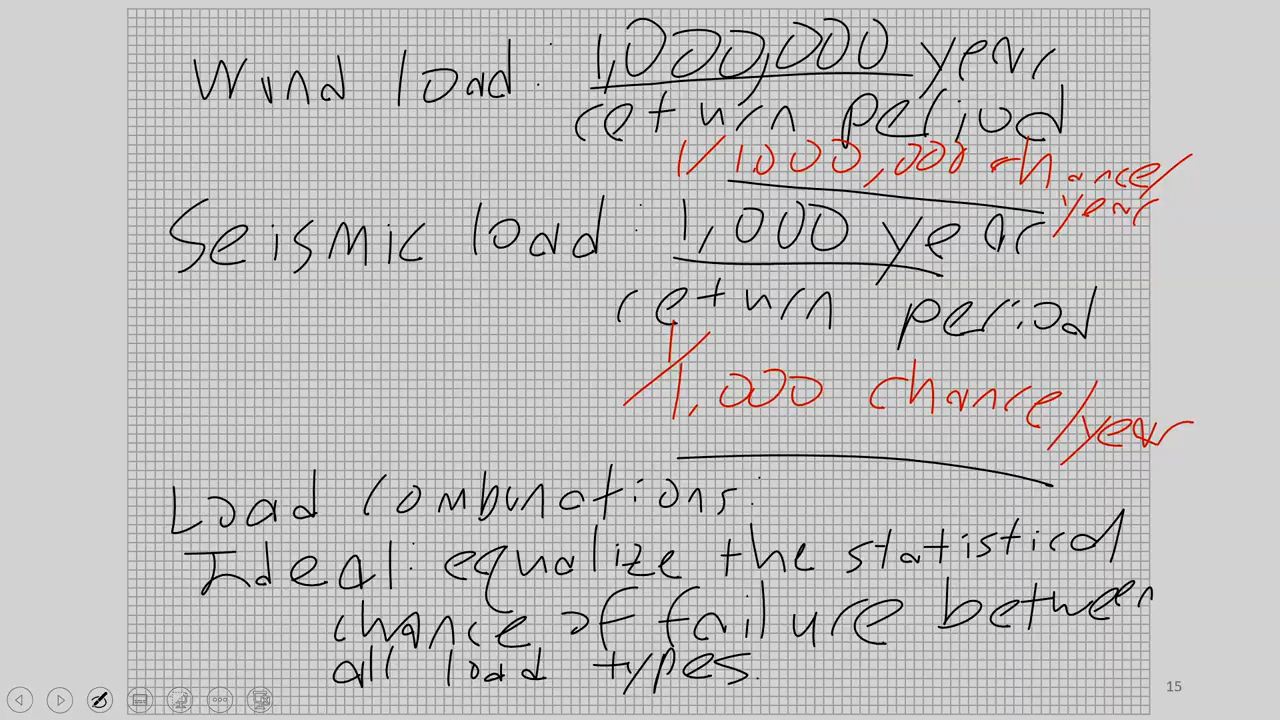 Wind load: 1,000,000 year
return period
1/1,000,000 chance/
year
Seismic load: 1,000 year
return period
1/1,000 chance/year
Load combinations:
Ideal: equalize the statistical
chance of failure between
all load types.
15